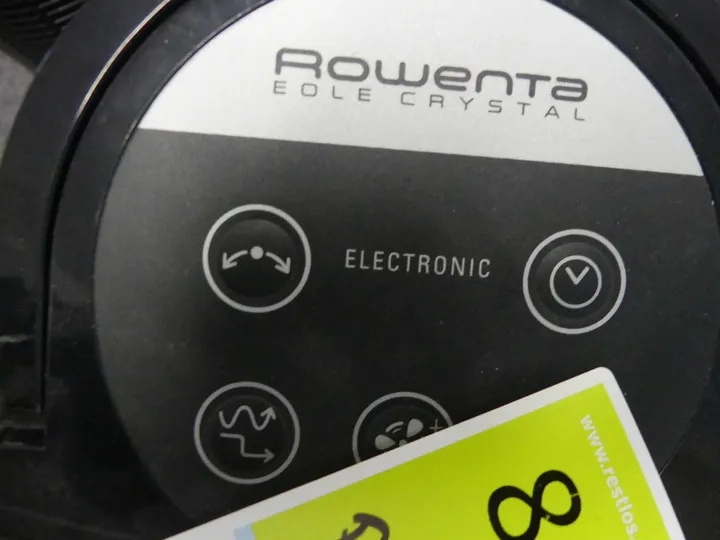 Rowenta
EOLE CRYSTAL
ELECTRONIC
www.restlos.
8